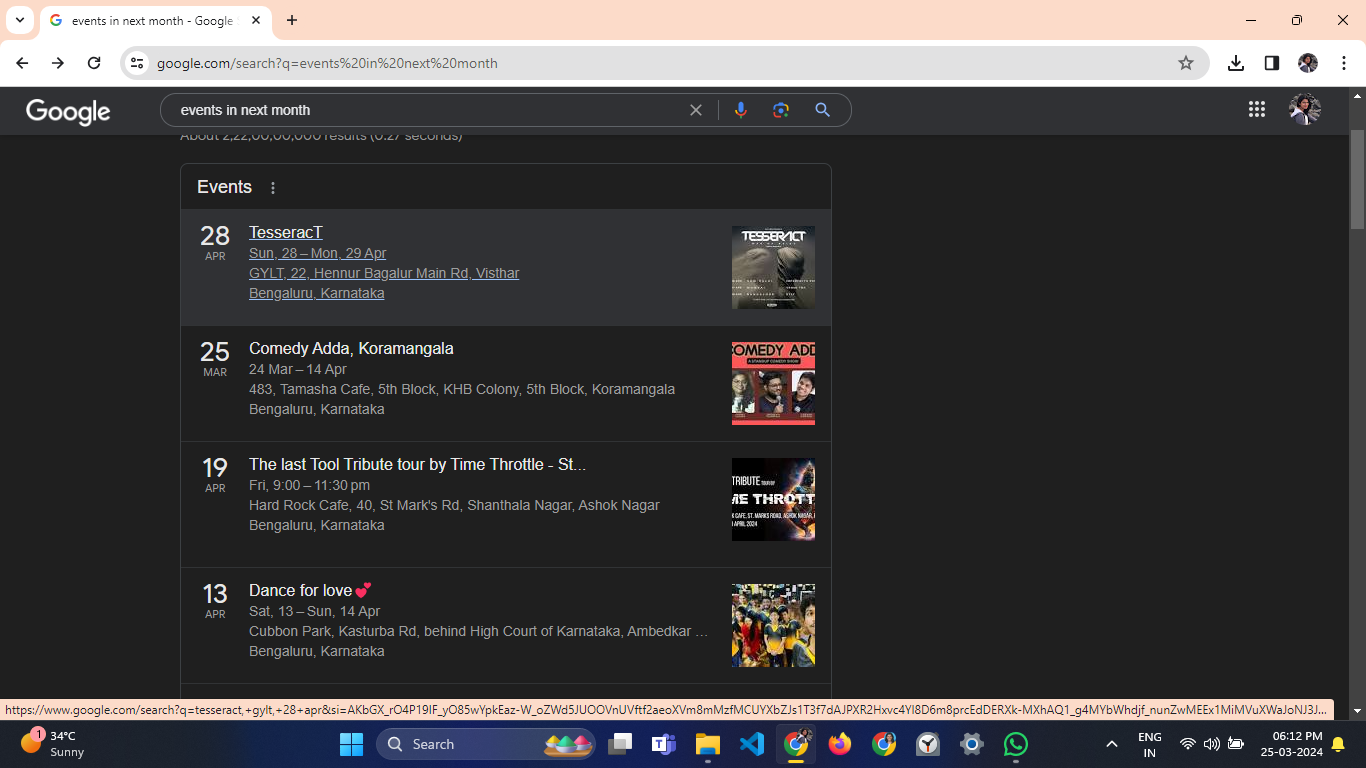 events in next month - Google
google.com/search?q=events%20in%20next%20month
Google
events in next month
About 2,22,00,00,000 results (0.27 seconds)
Events
28
APR
TesseracT
Sun, 28 – Mon, 29 Apr
GYLT, 22, Hennur Bagalur Main Rd, Visthar
Bengaluru, Karnataka
TESSERACT
25
MAR
Comedy Adda, Koramangala
24 Mar – 14 Apr
483, Tamasha Cafe, 5th Block, KHB Colony, 5th Block, Koramangala
Bengaluru, Karnataka
COMEDY ADD
A STANDUP COMEDY SHOW
19
APR
The last Tool Tribute tour by Time Throttle - St...
Fri, 9:00 – 11:30 pm
Hard Rock Cafe, 40, St Mark's Rd, Shanthala Nagar, Ashok Nagar
Bengaluru, Karnataka
TRIBUTE TOUR BY
ME THROTT
K CAFE, ST. MARKS ROAD, ASHOK NAGAR,
APRIL 2024
13
APR
Dance for love💕
Sat, 13 – Sun, 14 Apr
Cubbon Park, Kasturba Rd, behind High Court of Karnataka, Ambedkar …
Bengaluru, Karnataka
https://www.google.com/search?q=tesseract,+gylt,+28+apr&si=AKbGX_rO4P19IF_yO85wYpkEaz-W_oZWd5JUOOVnUVftf2aeoXVm8mMzfMCUYXbZJs1T3f7dAJPXR2Hxvc4Yl8D6m8prcEdDERXk-MXhAQ1_g4MYbWhdjf_nunZwMEEx1MiMVuXWaJoNJ3J...
1
34°C
Sunny
Search
ENG
IN
06:12 PM
25-03-2024